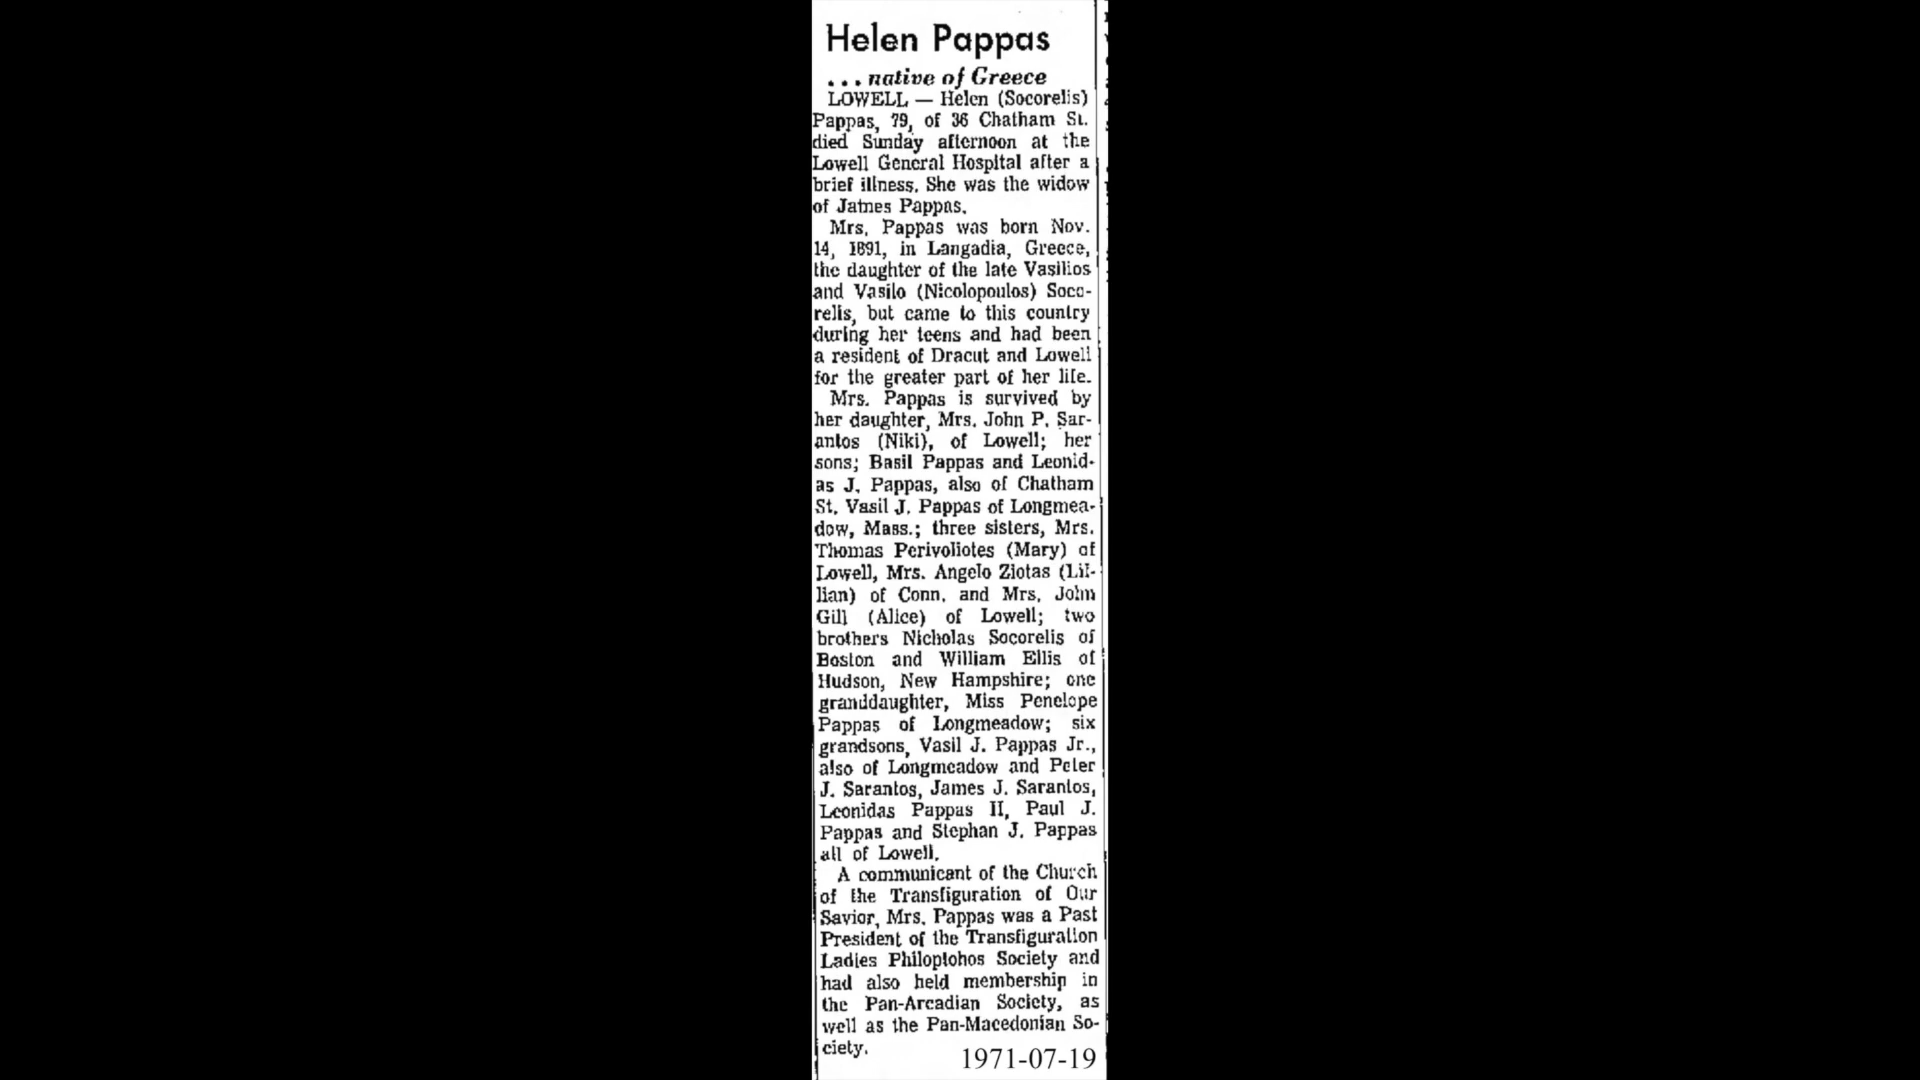 Helen Pappas
...native of Greece
LOWELL — Helen (Socorelis)
Pappas, 79, of 36 Chatham St.
died Sunday afternoon at the
Lowell General Hospital after a
brief illness. She was the widow
of James Pappas.
Mrs. Pappas was born Nov.
14, 1891, in Langadia, Greece,
the daughter of the late Vasilios
and Vasilo (Nicolopoulos) Soco-
relis, but came to this country
during her teens and had been
a resident of Dracut and Lowell
for the greater part of her life.
Mrs. Pappas is survived by
her daughter, Mrs. John P. Sar-
antos (Niki), of Lowell; her
sons; Basil Pappas and Leonid-
as J. Pappas, also of Chatham
St. Vasil J. Pappas of Longmea-
dow, Mass.; three sisters, Mrs.
Thomas Perivoliotes (Mary) of
Lowell, Mrs. Angelo Ziotas (Lil-
lian) of Conn. and Mrs. John
Gill (Alice) of Lowell; two
brothers Nicholas Socorelis of
Boston and William Ellis of
Hudson, New Hampshire; one
granddaughter, Miss Penelope
Pappas of Longmeadow; six
grandsons, Vasil J. Pappas Jr.,
also of Longmeadow and Peter
J. Sarantos, James J. Sarantos,
Leonidas Pappas II, Paul J.
Pappas and Stephan J. Pappas
all of Lowell.
A communicant of the Church
of the Transfiguration of Our
Savior, Mrs. Pappas was a Past
President of the Transfiguration
Ladies Philoptohos Society and
had also held membership in
the Pan-Arcadian Society, as
well as the Pan-Macedonian So-
ciety.
1971-07-19